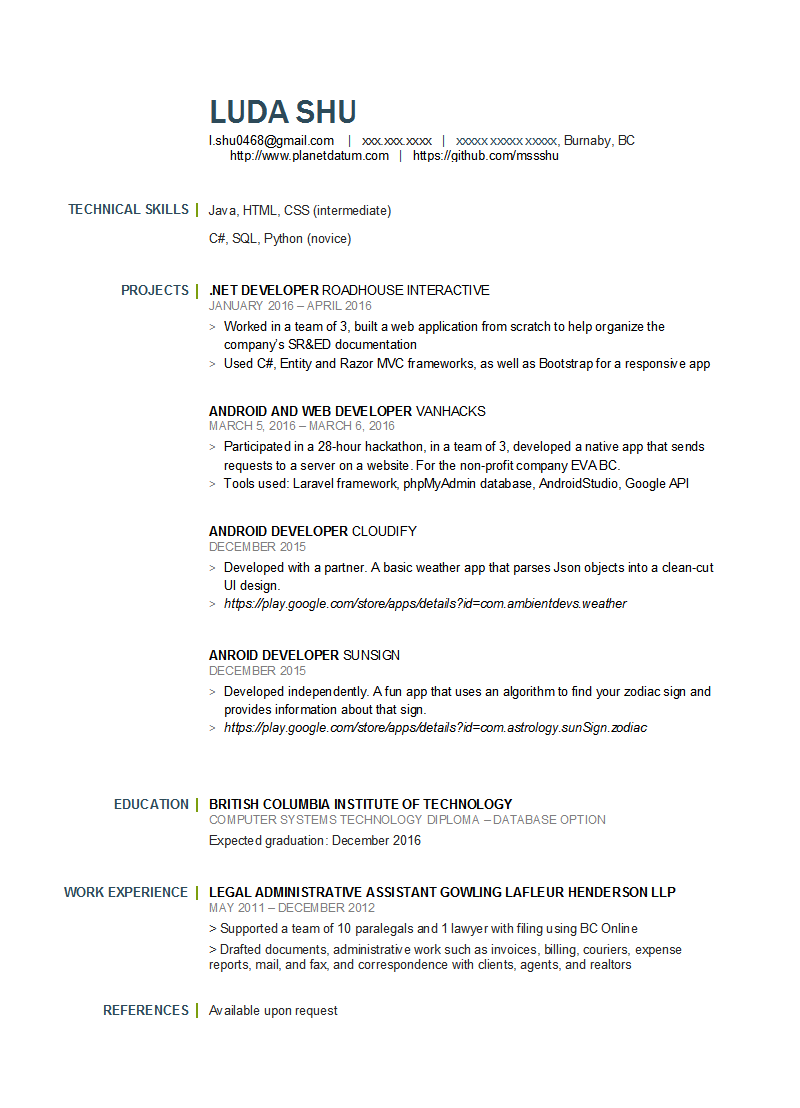 LUDA SHU
l.shu0468@gmail.com | xxx.xxx.xxxx | xxxxx xxxxx xxxxx, Burnaby, BC
http://www.planetdatum.com | https://github.com/mssshu
TECHNICAL SKILLS | Java, HTML, CSS (intermediate)
C#, SQL, Python (novice)
PROJECTS | .NET DEVELOPER ROADHOUSE INTERACTIVE
JANUARY 2016 – APRIL 2016
> Worked in a team of 3, built a web application from scratch to help organize the
company's SR&ED documentation
> Used C#, Entity and Razor MVC frameworks, as well as Bootstrap for a responsive app
ANDROID AND WEB DEVELOPER VANHACKS
MARCH 5, 2016 – MARCH 6, 2016
> Participated in a 28-hour hackathon, in a team of 3, developed a native app that sends
requests to a server on a website. For the non-profit company EVA BC.
> Tools used: Laravel framework, phpMyAdmin database, AndroidStudio, Google API
ANDROID DEVELOPER CLOUDIFY
DECEMBER 2015
> Developed with a partner. A basic weather app that parses Json objects into a clean-cut
UI design.
> https://play.google.com/store/apps/details?id=com.ambientdevs.weather
ANROID DEVELOPER SUNSIGN
DECEMBER 2015
> Developed independently. A fun app that uses an algorithm to find your zodiac sign and
provides information about that sign.
> https://play.google.com/store/apps/details?id=com.astrology.sunSign.zodiac
EDUCATION | BRITISH COLUMBIA INSTITUTE OF TECHNOLOGY
COMPUTER SYSTEMS TECHNOLOGY DIPLOMA – DATABASE OPTION
Expected graduation: December 2016
WORK EXPERIENCE | LEGAL ADMINISTRATIVE ASSISTANT GOWLING LAFLEUR HENDERSON LLP
MAY 2011 – DECEMBER 2012
> Supported a team of 10 paralegals and 1 lawyer with filing using BC Online
> Drafted documents, administrative work such as invoices, billing, couriers, expense
reports, mail, and fax, and correspondence with clients, agents, and realtors
REFERENCES | Available upon request